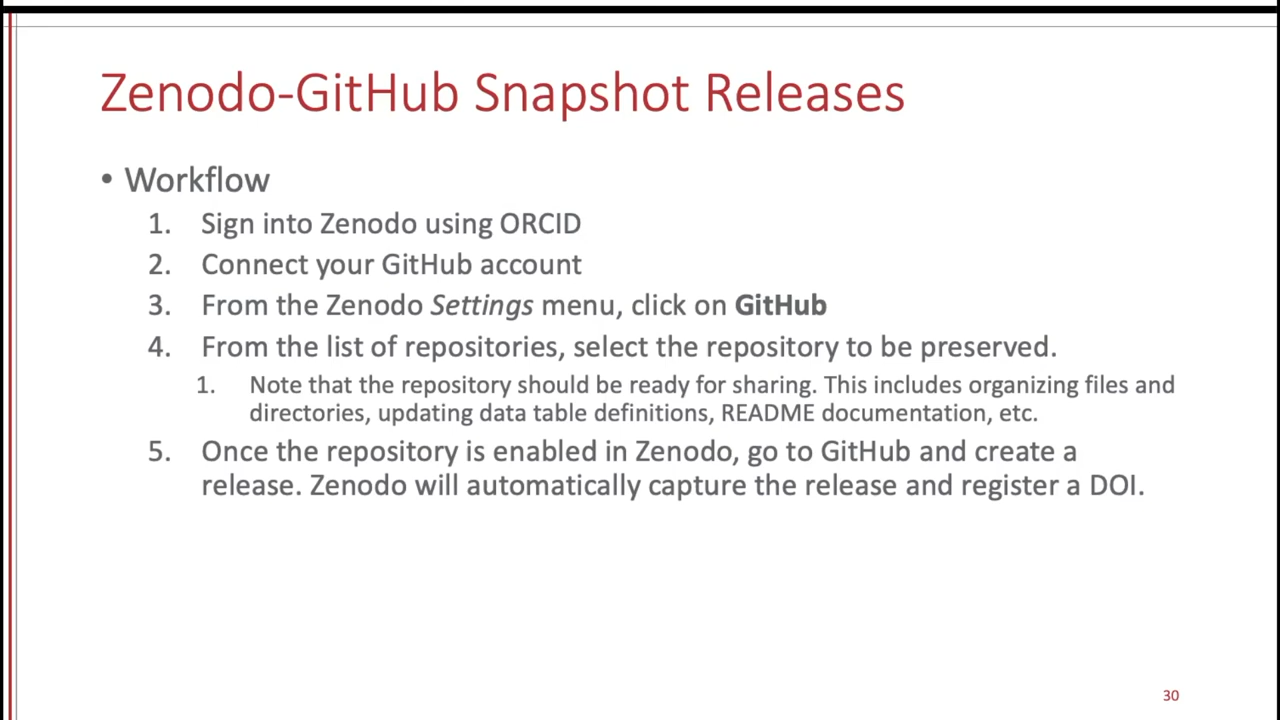 Zenodo-GitHub Snapshot Releases
• Workflow
1. Sign into Zenodo using ORCID
2. Connect your GitHub account
3. From the Zenodo Settings menu, click on GitHub
4. From the list of repositories, select the repository to be preserved.
1. Note that the repository should be ready for sharing. This includes organizing files and
directories, updating data table definitions, README documentation, etc.
5. Once the repository is enabled in Zenodo, go to GitHub and create a
release. Zenodo will automatically capture the release and register a DOI.
30